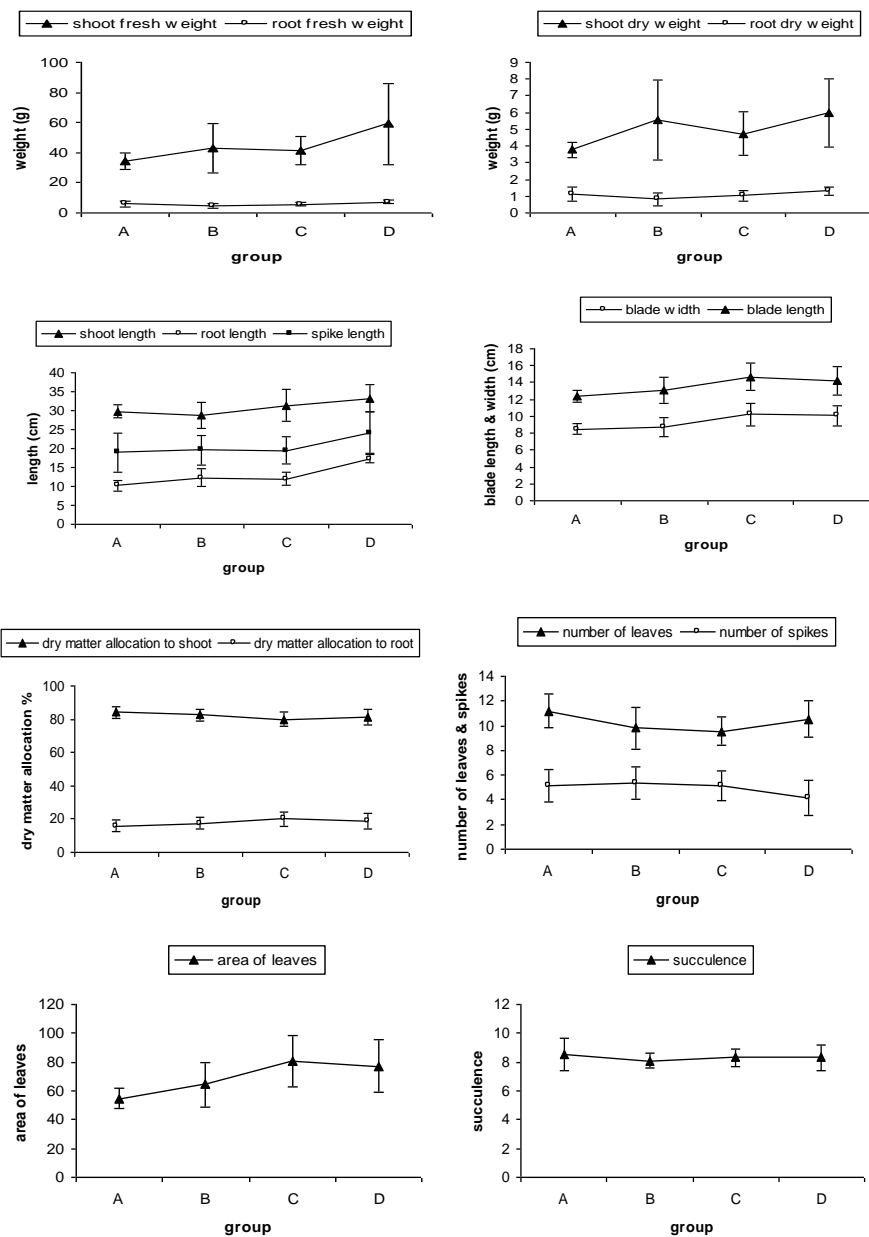 shoot fresh weight root fresh weight
weight (g)
100
80
60
40
20
0
A B C D
group
shoot dry weight root dry weight
weight (g)
9
8
7
6
5
4
3
2
1
0
A B C D
group
shoot length root length spike length
length (cm)
40
35
30
25
20
15
10
5
0
A B C D
group
blade width blade length
blade length & width (cm)
18
16
14
12
10
8
6
4
2
0
A B C D
group
dry matter allocation to shoot dry matter allocation to root
dry matter allocation %
100
80
60
40
20
0
A B C D
group
number of leaves number of spikes
number of leaves & spikes
14
12
10
8
6
4
2
0
A B C D
group
area of leaves
area of leaves
120
100
80
60
40
20
0
A B C D
group
succulence
succulence
12
10
8
6
4
2
0
A B C D
group